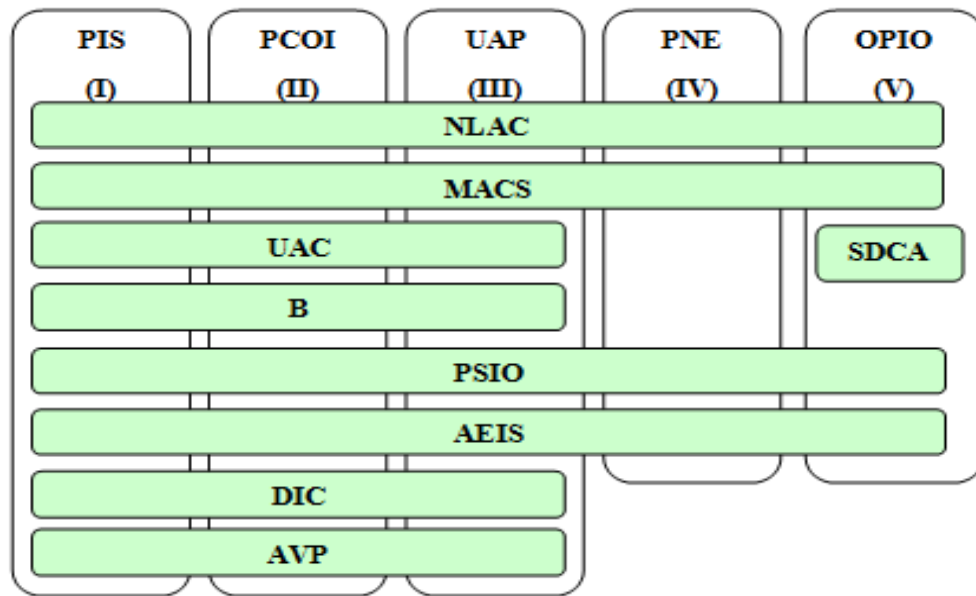 PIS PCOI UAP PNE OPIO
(I) (II) (III) (IV) (V)
NLAC
MACS
UAC
SDCA
B
PSIO
AEIS
DIC
AVP